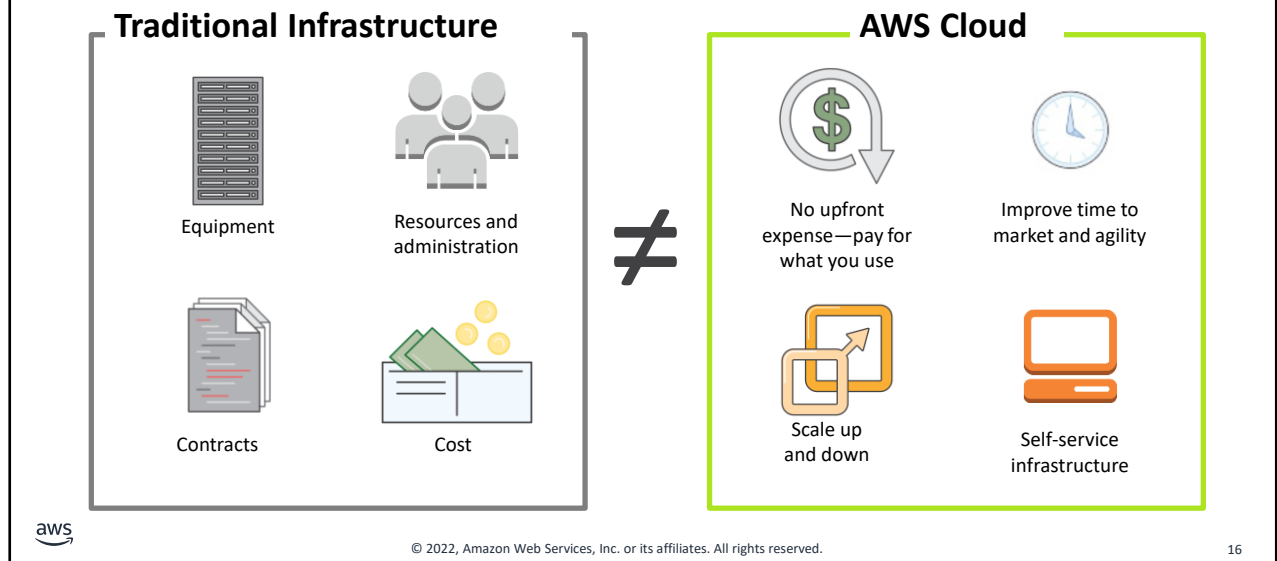 Traditional Infrastructure
Equipment
Resources and
administration
Contracts
Cost
≠
AWS Cloud
No upfront
expense—pay for
what you use
Improve time to
market and agility
Scale up
and down
Self-service
infrastructure
aws
© 2022, Amazon Web Services, Inc. or its affiliates. All rights reserved.
16